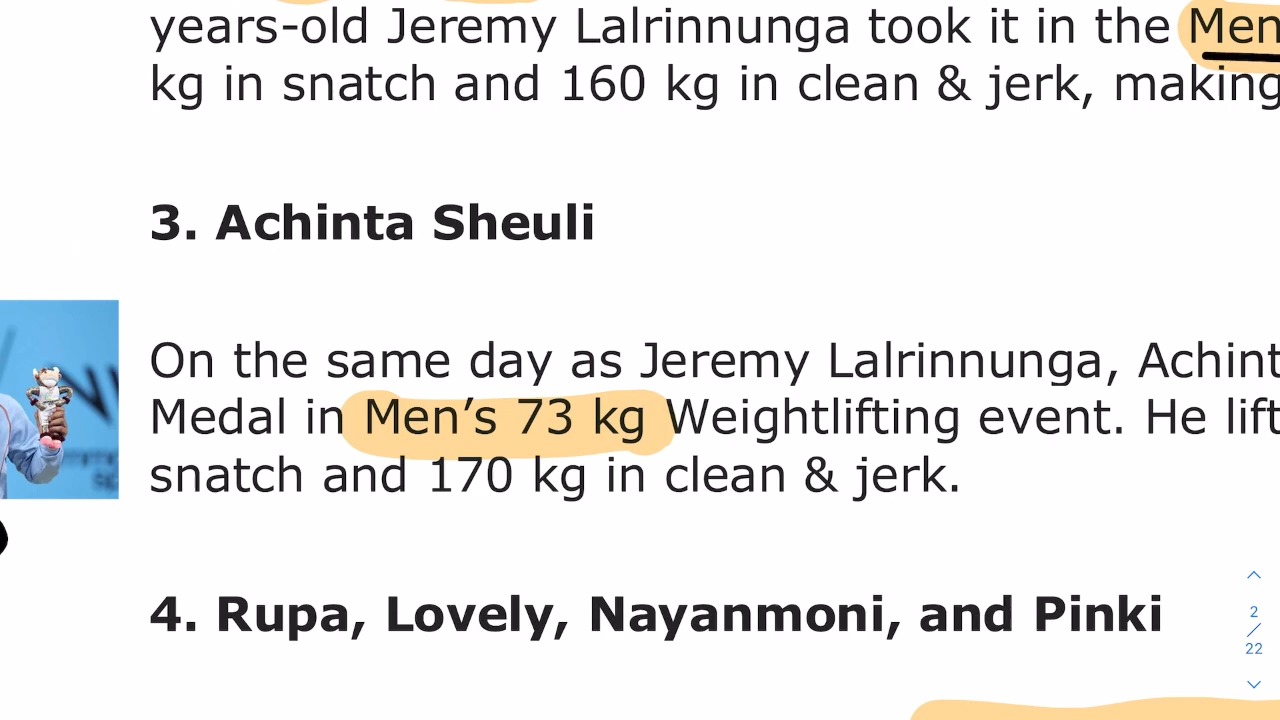 years-old Jeremy Lalrinnunga took it in the Men
kg in snatch and 160 kg in clean & jerk, making
3. Achinta Sheuli
On the same day as Jeremy Lalrinnunga, Achint
Medal in Men’s 73 kg Weightlifting event. He lift
snatch and 170 kg in clean & jerk.
4. Rupa, Lovely, Nayanmoni, and Pinki
2
/
22